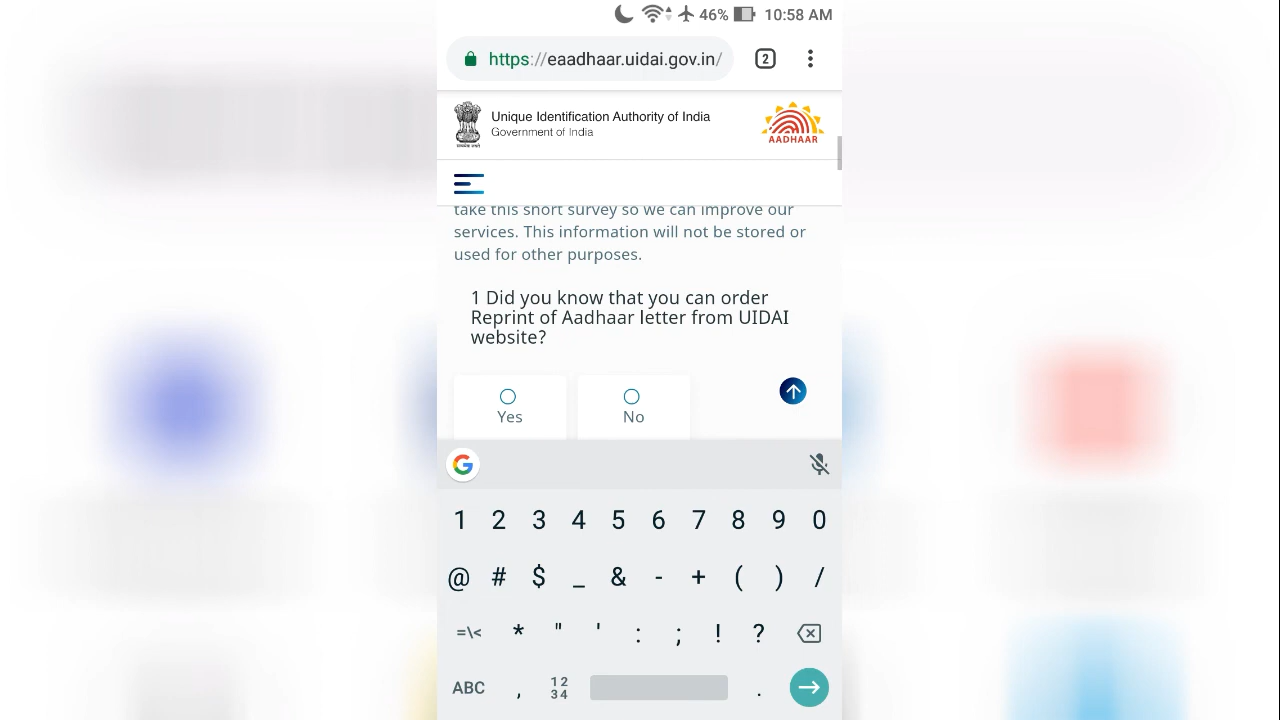 46% 10:58 AM
https://eaadhaar.uidai.gov.in/ 2
Unique Identification Authority of India
Government of India
AADHAAR
take this short survey so we can improve our
services. This information will not be stored or
used for other purposes.
1 Did you know that you can order
Reprint of Aadhaar letter from UIDAI
website?
Yes No
G
1 2 3 4 5 6 7 8 9 0
@ # $ _ & - + ( ) /
=\< * " ' : ; ! ?
ABC , 12 34 .